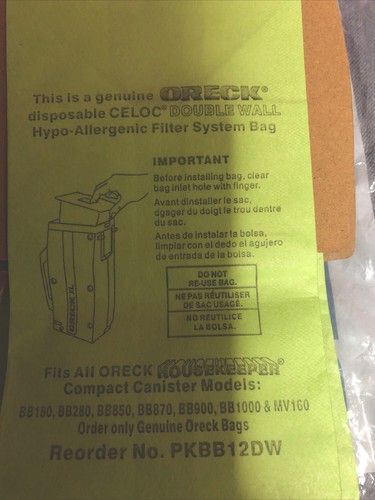 This is a genuine ORECK®
disposable CELOC® DOUBLE WALL
Hypo-Allergenic Filter System Bag
IMPORTANT
Before installing bag, clear
bag inlet hole with finger.
Avant dinstaller le sac,
dgager du doigt le trou dentre
du sac.
Antes de instalar la bolsa,
limpiar con el dedo el agujero
de entrada de la bolsa.
ORECK XL
DO NOT
RE-USE BAG.
NE PAS RÉUTILISER
DE SAC USAGÉ.
NO REUTILICE
LA BOLSA.
Fits All ORECK HOUSEKEEPER®
Compact Canister Models:
BB180, BB280, BB850, BB870, BB900, BB1000 & MV160
Order only Genuine Oreck Bags
Reorder No. PKBB12DW